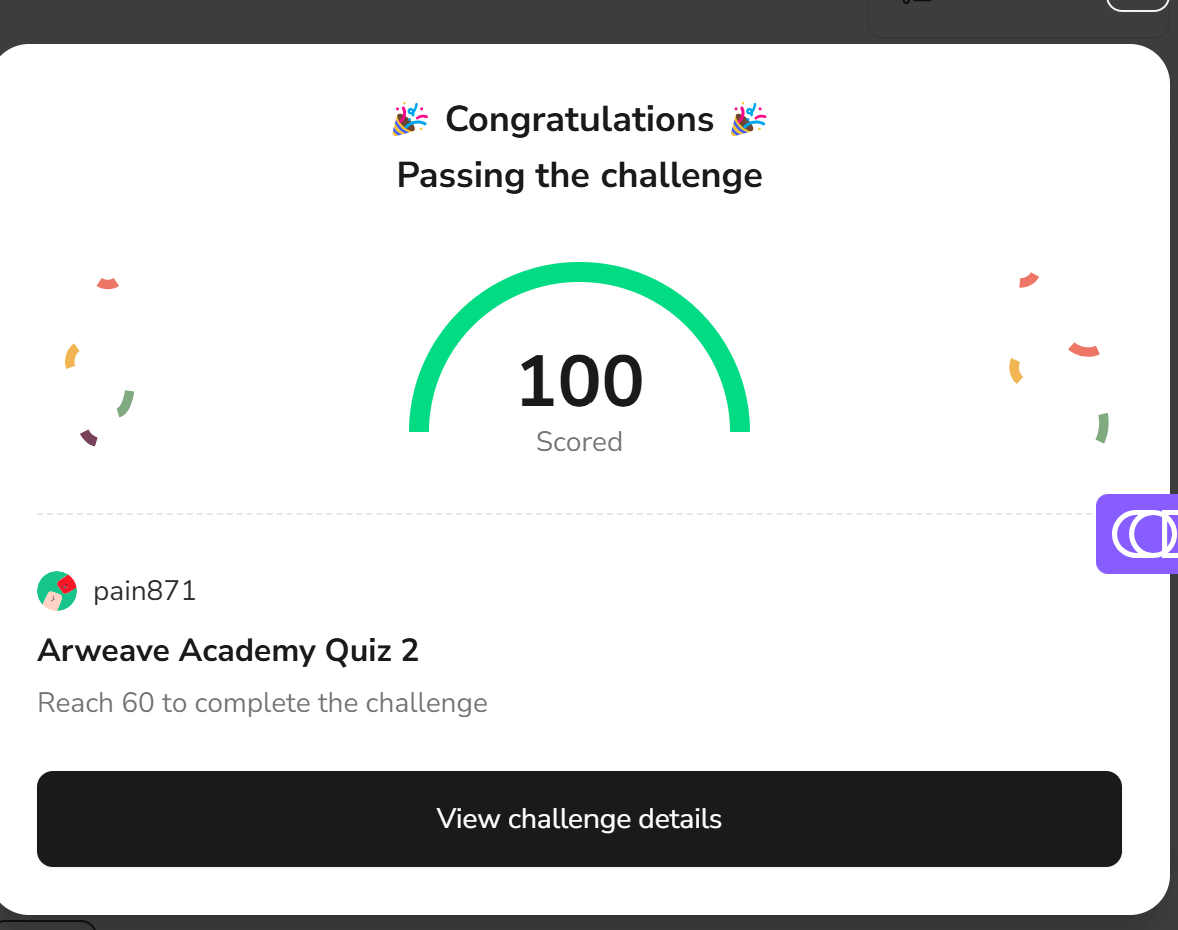 🎉 Congratulations 🎉
Passing the challenge
100
Scored
pain871
Arweave Academy Quiz 2
Reach 60 to complete the challenge
View challenge details